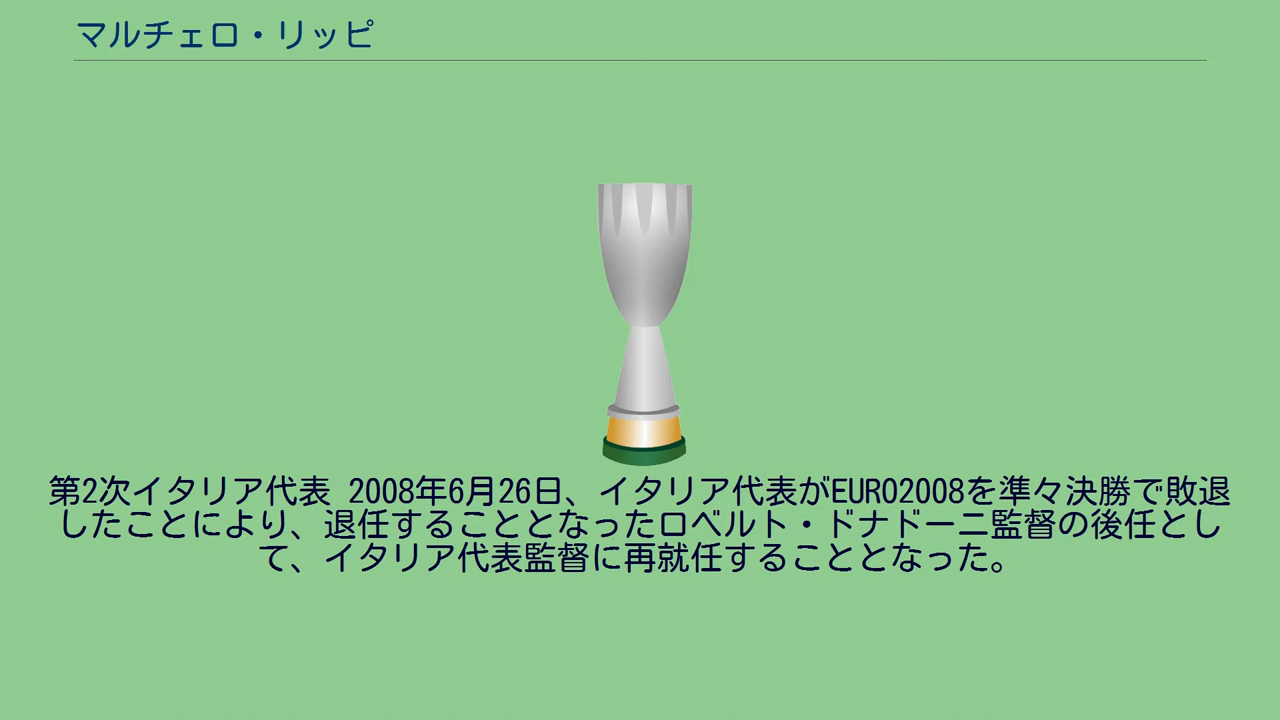 マルチェロ・リッピ
第2次イタリア代表 2008年6月26日、イタリア代表がEURO2008を準々決勝で敗退
したことにより、退任することとなったロベルト・ドナドーニ監督の後任とし
て、イタリア代表監督に再就任することとなった。